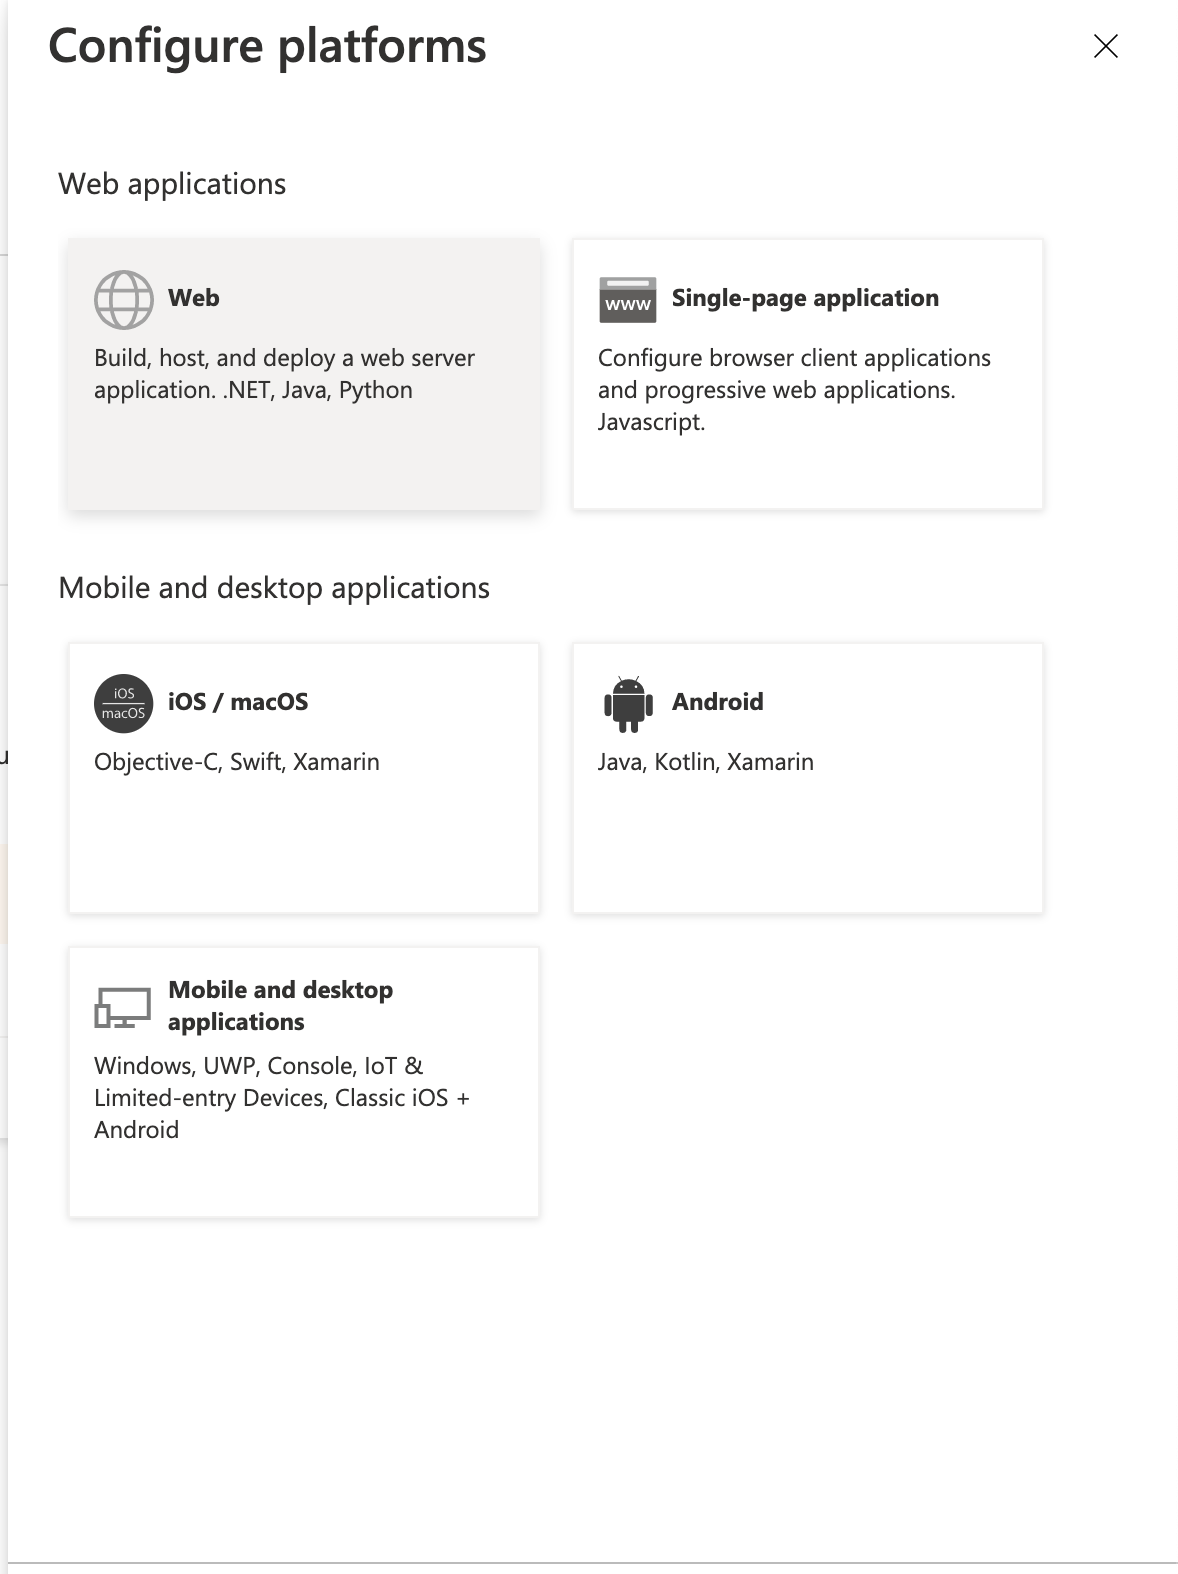 Configure platforms
Web applications
Web
Build, host, and deploy a web server
application. .NET, Java, Python
www
Single-page application
Configure browser client applications
and progressive web applications.
Javascript.
Mobile and desktop applications
iOS
macOS
iOS / macOS
Objective-C, Swift, Xamarin
Android
Java, Kotlin, Xamarin
Mobile and desktop
applications
Windows, UWP, Console, IoT &
Limited-entry Devices, Classic iOS +
Android